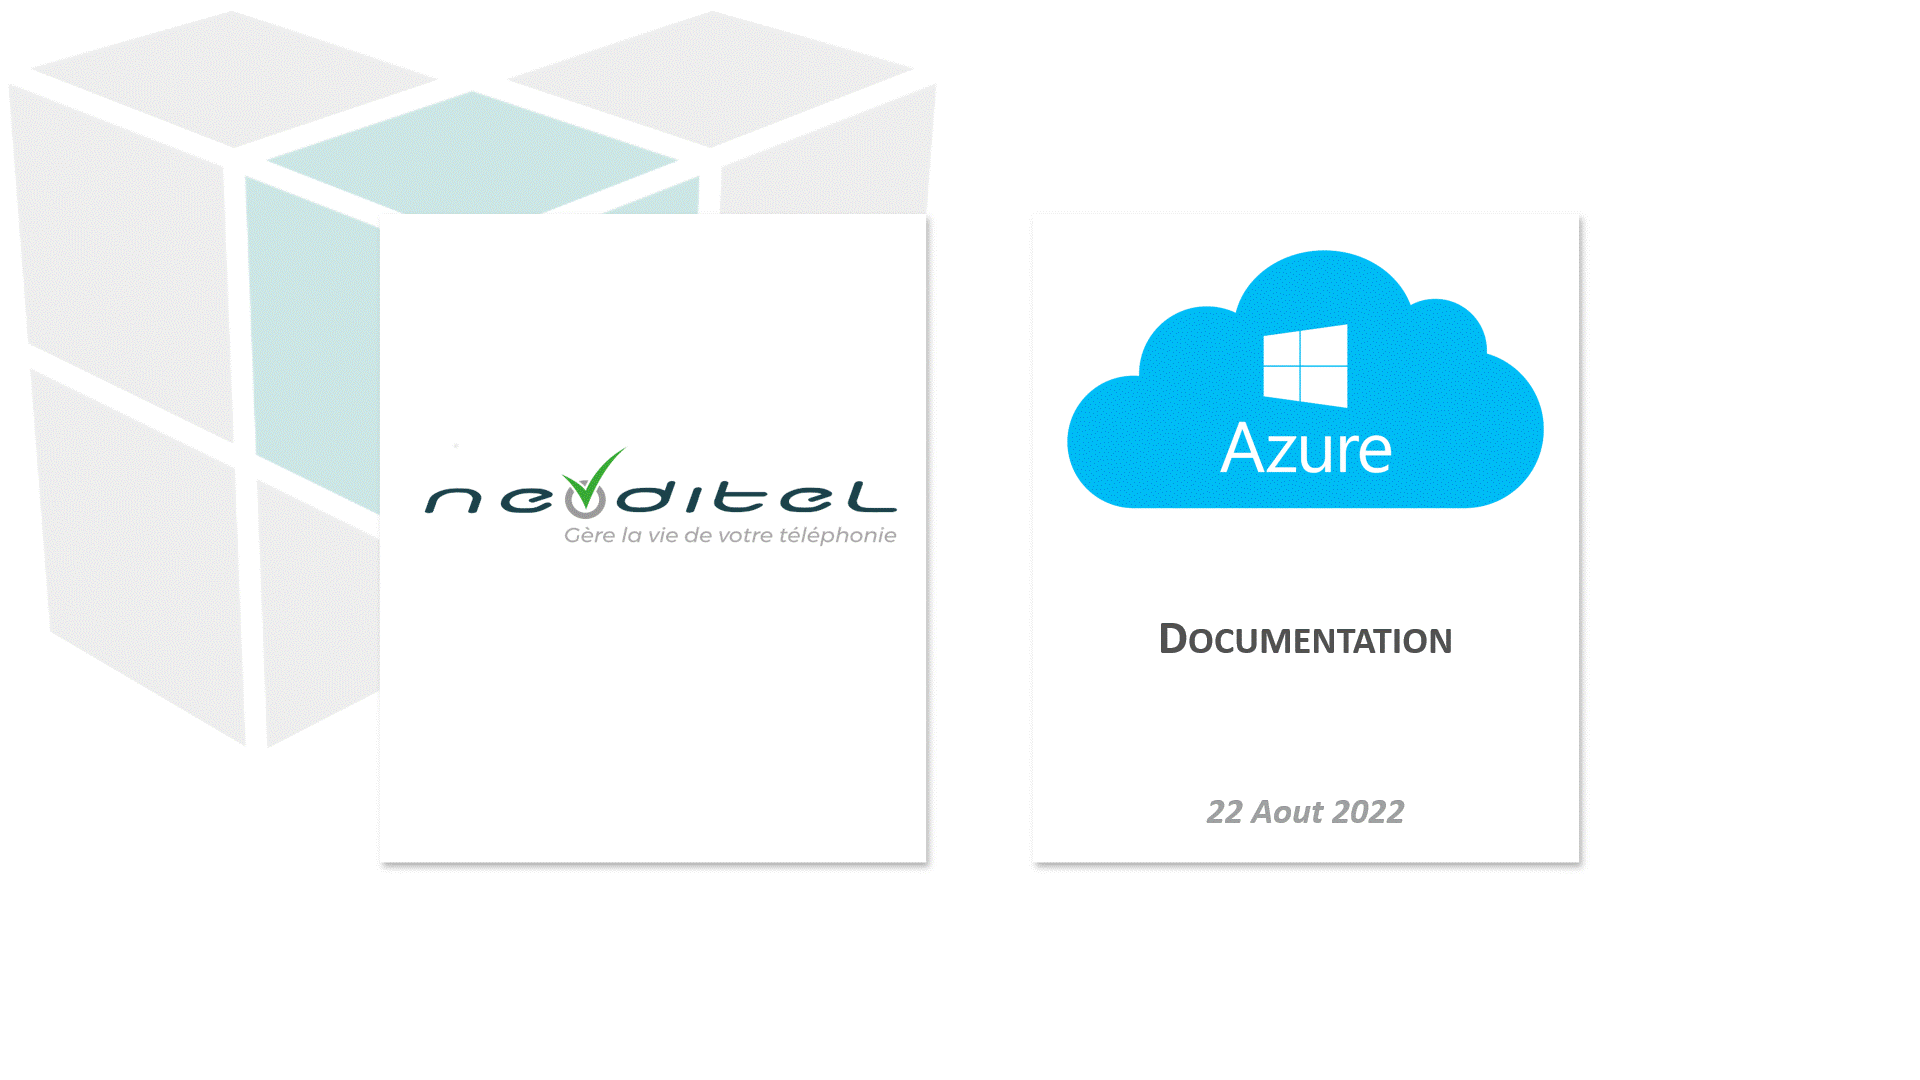 neoditel
Gère la vie de votre téléphonie
Azure
DOCUMENTATION
22 Aout 2022